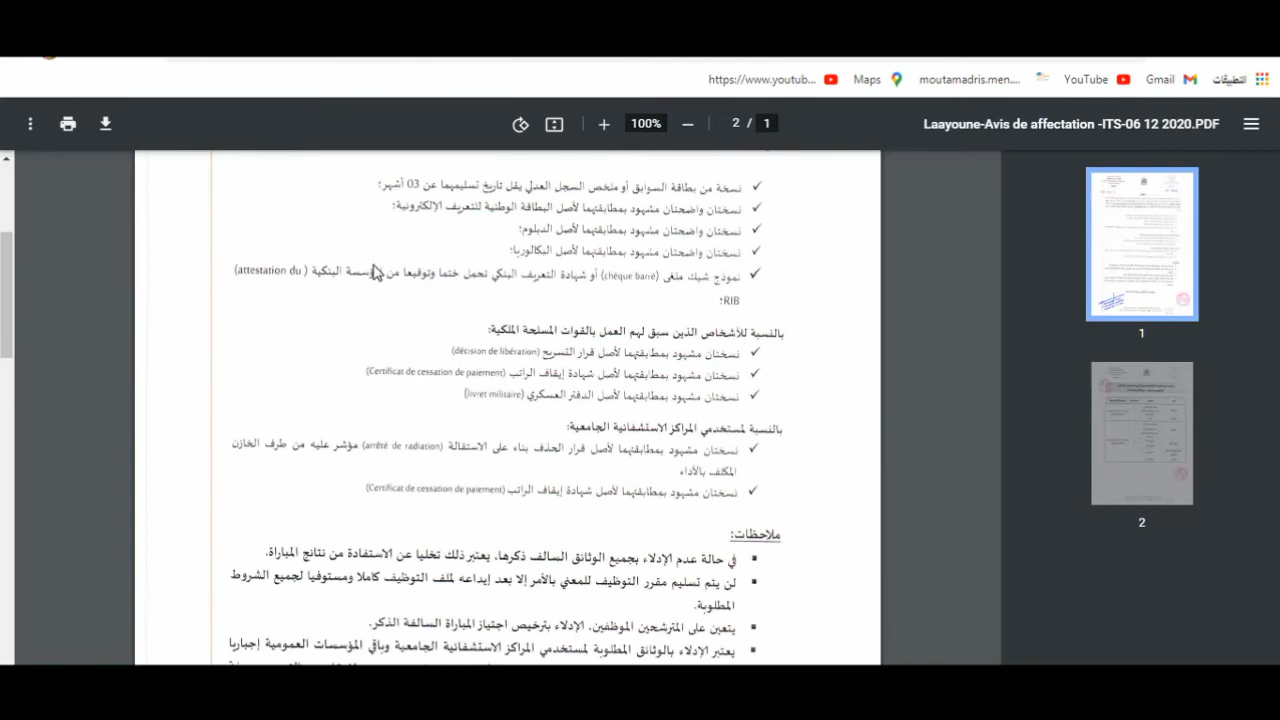 https://www.youtub... Maps moutamadris.men.... YouTube Gmail التطبيقات
100% 2 / 1 Laayoune-Avis de affectation -ITS-06 12 2020.PDF
نسخة من بطاقة السوابق أو ملخص السجل العدلي يقل تاريخ تسليمهما عن 03 أشهر؛
نسختان واضحتان مشهود بمطابقتهما لأصل البطاقة الوطنية للتعريف الإلكترونية؛
نسختان واضحتان مشهود بمطابقتهما لأصل الدبلوم؛
نسختان واضحتان مشهود بمطابقتهما لأصل البكالوريا؛
نموذج شيك ملغى (chèque barré) أو شهادة التعريف البنكي تحمل ختما وتوقيعا من البنكية (attestation du
RIB؛
بالنسبة للأشخاص الذين سبق لهم العمل بالقوات المسلحة الملكية:
نسختان مشهود بمطابقتهما لأصل قرار التسريح (décision de libération)
نسختان مشهود بمطابقتهما لأصل شهادة إيقاف الراتب (Certificat de cessation de paiement)
نسختان مشهود بمطابقتهما لأصل الدفتر العسكري (livret militaire)
بالنسبة لمستخدمي المراكز الاستشفائية الجامعية:
نسختان مشهود بمطابقتهما لأصل قرار الحذف بناء على الاستقالة (arrêté de radiation) مؤشر عليه من طرف الخازن
المكلف بالأداء
نسختان مشهود بمطابقتهما لأصل شهادة إيقاف الراتب (Certificat de cessation de paiement)
ملاحظات:
في حالة عدم الإدلاء بجميع الوثائق السالف ذكرها، يعتبر ذلك تخليا عن الاستفادة من نتائج المباراة.
لن يتم تسليم مقرر التوظيف للمعني بالأمر إلا بعد إيداعه لملف التوظيف كاملا ومستوفيا لجميع الشروط
المطلوبة.
يتعين على المترشحين الموظفين، الإدلاء بترخيص اجتياز المباراة السالفة الذكر.
يعتبر الإدلاء بالوثائق المطلوبة لمستخدمي المراكز الاستشفائية الجامعية وباقي المؤسسات العمومية إجباريا
1
2